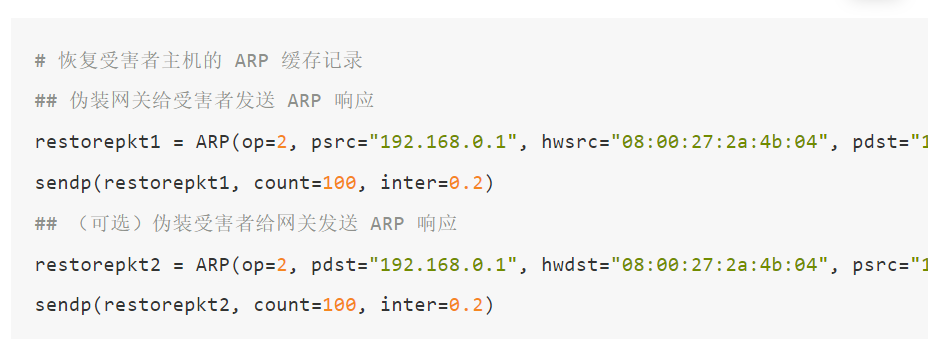 # 恢复受害者主机的 ARP 缓存记录
## 伪装网关给受害者发送 ARP 响应
restorepkt1 = ARP(op=2, psrc="192.168.0.1", hwsrc="08:00:27:2a:4b:04", pdst="1
sendp(restorepkt1, count=100, inter=0.2)
## （可选）伪装受害者给网关发送 ARP 响应
restorepkt2 = ARP(op=2, pdst="192.168.0.1", hwdst="08:00:27:2a:4b:04", psrc="1
sendp(restorepkt2, count=100, inter=0.2)